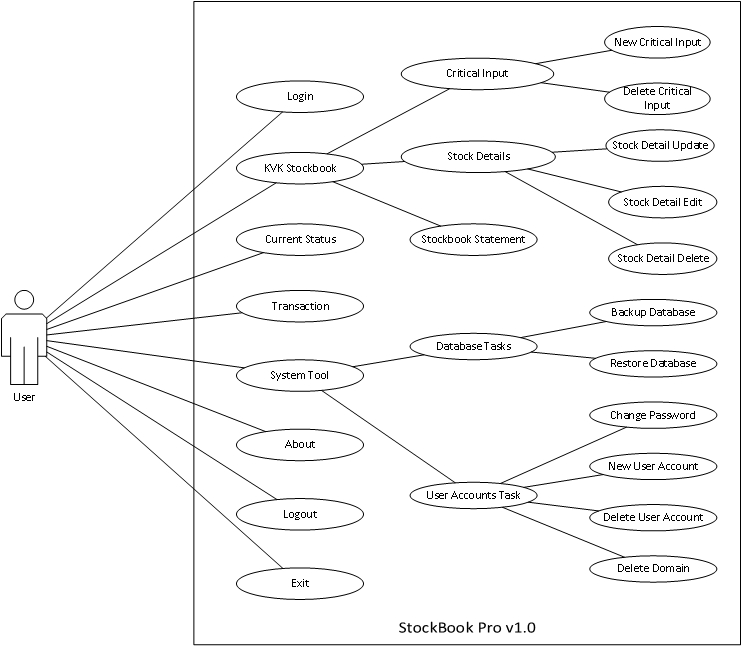 New Critical Input
Critical Input
Delete Critical
Input
Login
Stock Detail Update
KVK Stockbook
Stock Details
Stock Detail Edit
Current Status
Stockbook Statement
Stock Detail Delete
Transaction
Backup Database
Database Tasks
Restore Database
System Tool
User
Change Password
About
New User Account
User Accounts Task
Logout
Delete User Account
Delete Domain
Exit
StockBook Pro v1.0